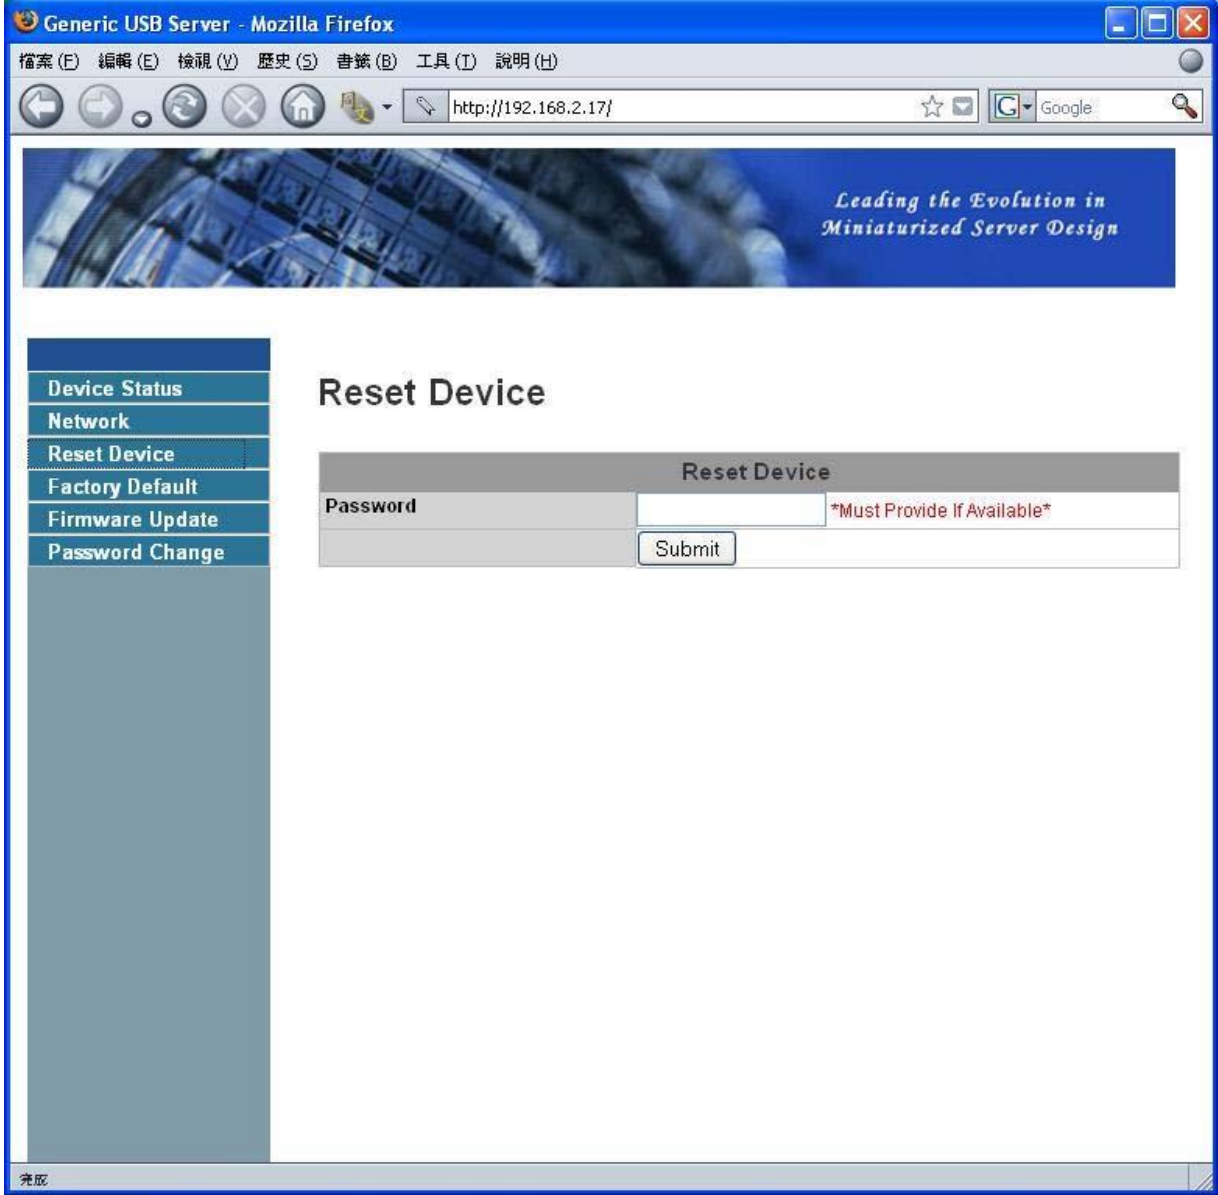 Generic USB Server - Mozilla Firefox
檔案(F) 編輯(E) 檢視(V) 歷史(S) 書籤(B) 工具(T) 說明(H)
http://192.168.2.17/ G Google
Leading the Evolution in
Miniaturized Server Design
Device Status
Network
Reset Device
Factory Default
Firmware Update
Password Change
Reset Device
Reset Device
Password *Must Provide If Available*
Submit
完成